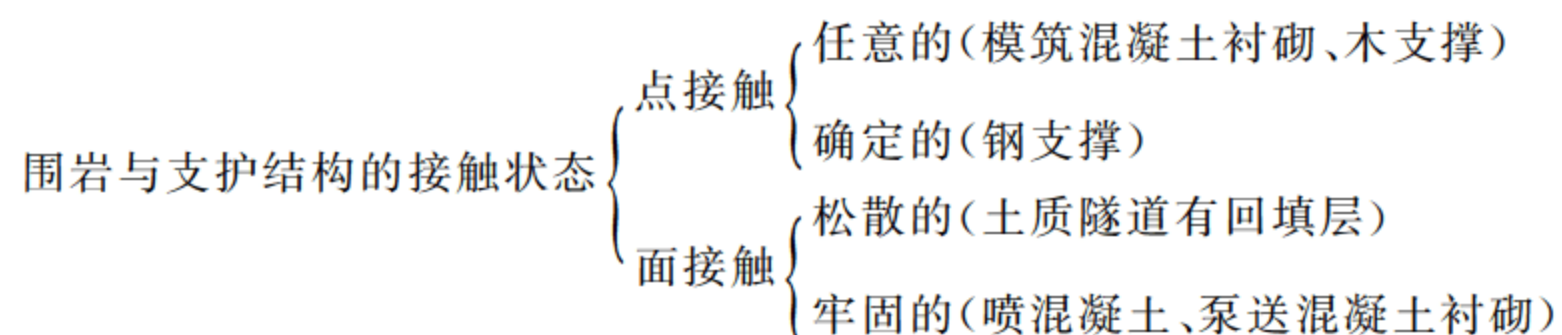 围岩与支护结构的接触状态
点接触
任意的(模筑混凝土衬砌、木支撑)
确定的(钢支撑)
面接触
松散的(土质隧道有回填层)
牢固的(喷混凝土、泵送混凝土衬砌)